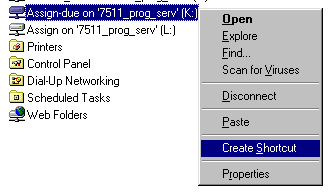 Assign-due on '7511_prog_serv' (K:)
Assign on '7511_prog_serv' (L:)
Printers
Control Panel
Dial-Up Networking
Scheduled Tasks
Web Folders
Open
Explore
Find...
Scan for Viruses
Disconnect
Paste
Create Shortcut
Properties